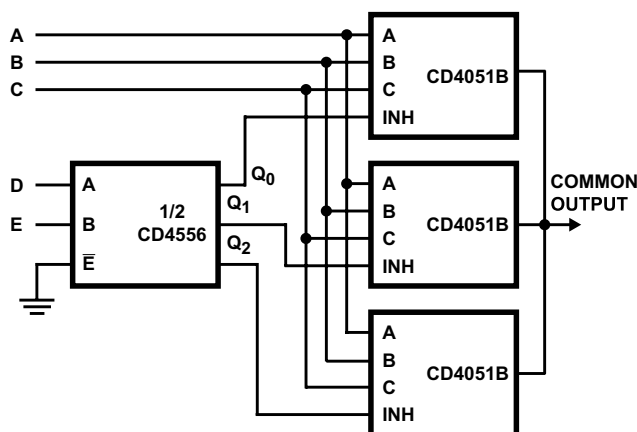 A
B
C
A
B
C
INH
CD4051B
D
E
A
B
E̅
1/2
CD4556
Q0
Q1
Q2
A
B
C
INH
CD4051B
COMMON
OUTPUT
A
B
C
INH
CD4051B